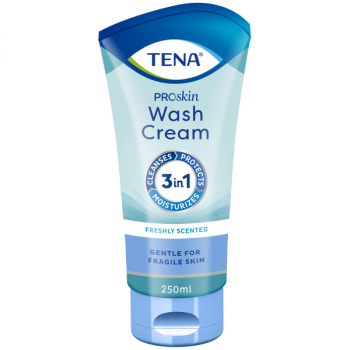 TENA®
PROskin
Wash
Cream
CLEANSES PROTECTS
3in1
MOISTURIZES
FRESHLY SCENTED
GENTLE FOR
FRAGILE SKIN
250ml